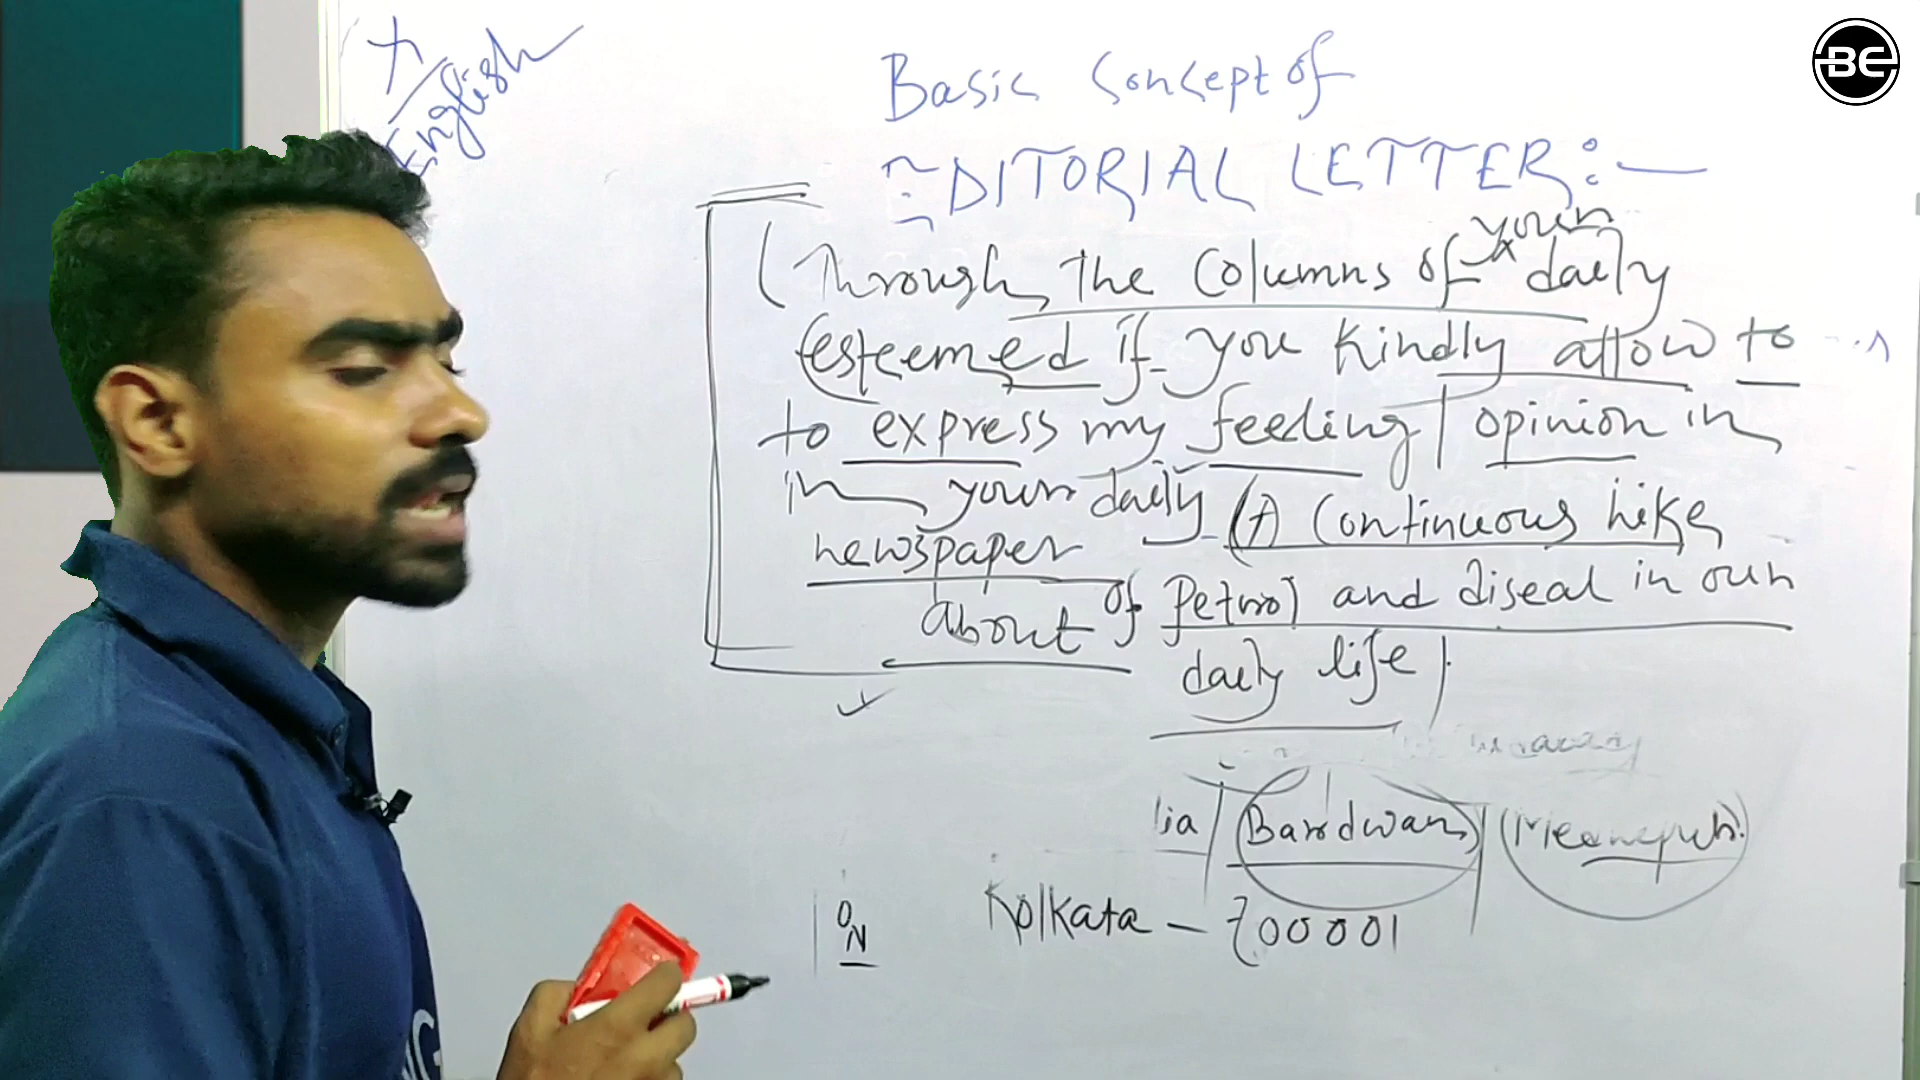 BE
X
English
Basic Concept of
EDITORIAL LETTER:—
your
(Through the Columns of daily
esteemed if you kindly allow to
to express my feeling / opinion in
in your daily (A) Continuous hike
newspaper
about of Petrol and diseal in our
daily life
lia / Bardwan /
Kolkata - 700001
ON